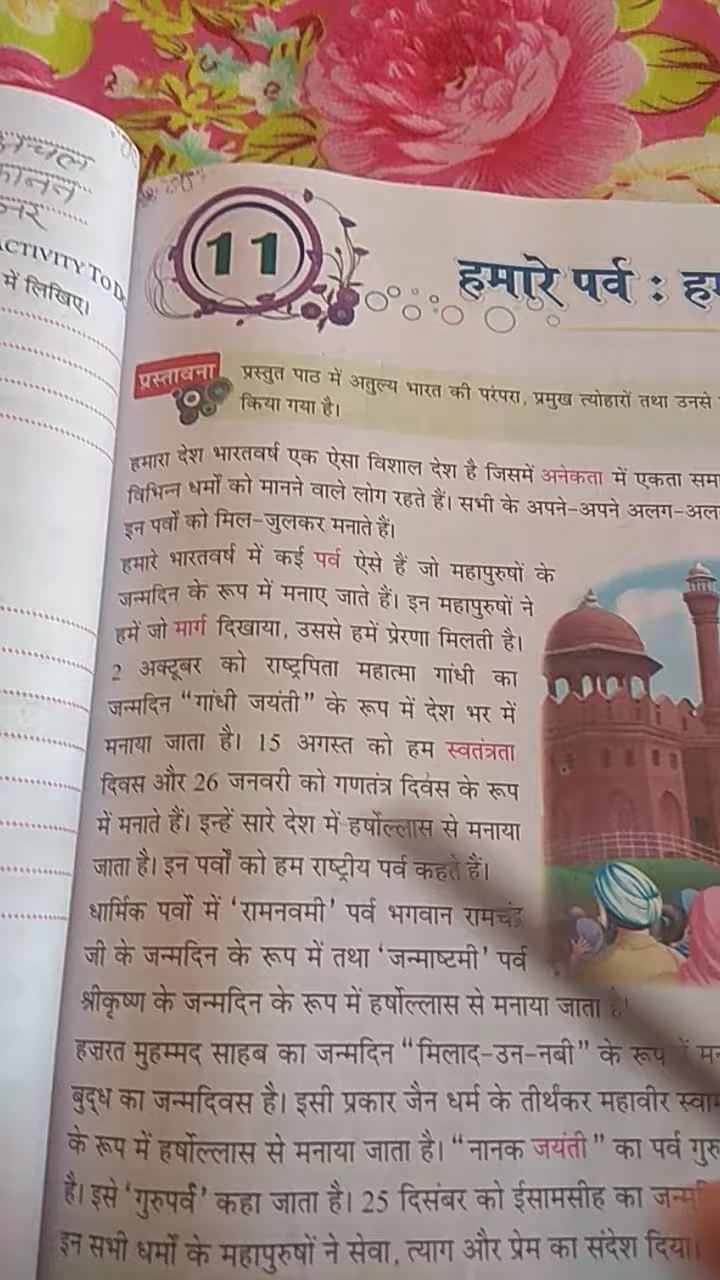 ACTIVITY TO
में लिखिए।
11
हमारे पर्व :
प्रस्तावना
प्रस्तुत पाठ में अतुल्य भारत की परंपरा, प्रमुख त्योहारों तथा उनसे
किया गया है।
हमारा देश भारतवर्ष एक ऐसा विशाल देश है जिसमें अनेकता में एकता
विभिन्न धर्मों को मानने वाले लोग रहते हैं। सभी के अपने-अपने
इन पर्वों को मिल-जुलकर मनाते हैं।
हमारे भारतवर्ष में कई पर्व ऐसे हैं जो महापुरुषों के
जन्मदिन के रूप में मनाए जाते हैं। इन महापुरुषों ने
हमें जो मार्ग दिखाया, उससे हमें प्रेरणा मिलती है।
2 अक्टूबर को राष्ट्रपिता महात्मा गांधी का
जन्मदिन “गांधी जयंती” के रूप में देश भर में
मनाया जाता है। 15 अगस्त को हम स्वतंत्रता
दिवस और 26 जनवरी को गणतंत्र दिवस के रूप
में मनाते हैं। इन्हें सारे देश में हर्षोल्लास से मनाया
जाता है। इन पर्वों को हम राष्ट्रीय पर्व कहते हैं।
धार्मिक पर्वों में ‘रामनवमी’ पर्व भगवान रामचंद्र
जी के जन्मदिन के रूप में तथा ‘जन्माष्टमी’ पर्व
श्रीकृष्ण के जन्मदिन के रूप में हर्षोल्लास से मनाया जाता है।
हज़रत मुहम्मद साहब का जन्मदिन “मिलाद-उन-नबी” के रूप में
बुद्ध का जन्मदिवस है। इसी प्रकार जैन धर्म के तीर्थंकर महावीर
के रूप में हर्षोल्लास से मनाया जाता है। “नानक जयंती” का पर्व
है। इसे ‘गुरुपर्व’ कहा जाता है। 25 दिसंबर को ईसामसीह का
इन सभी धर्मों के महापुरुषों ने सेवा, त्याग और प्रेम का संदेश दिया।